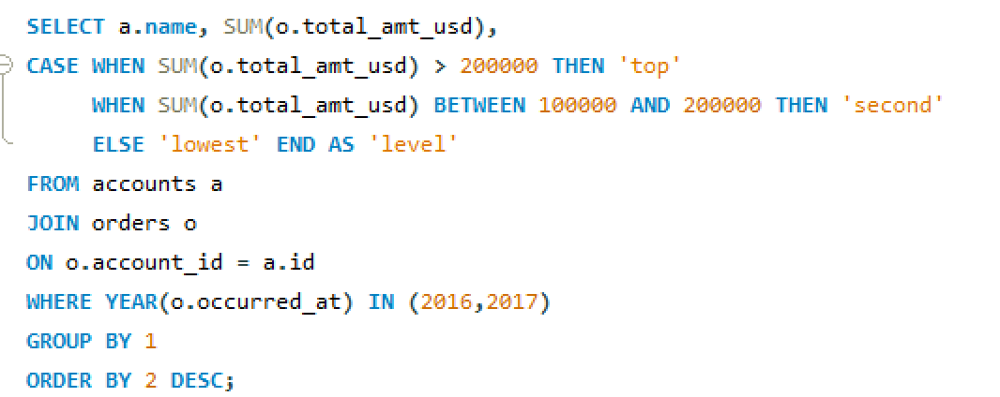 SELECT a.name, SUM(o.total_amt_usd),
CASE WHEN SUM(o.total_amt_usd) > 200000 THEN 'top'
WHEN SUM(o.total_amt_usd) BETWEEN 100000 AND 200000 THEN 'second'
ELSE 'lowest' END AS 'level'
FROM accounts a
JOIN orders o
ON o.account_id = a.id
WHERE YEAR(o.occurred_at) IN (2016,2017)
GROUP BY 1
ORDER BY 2 DESC;